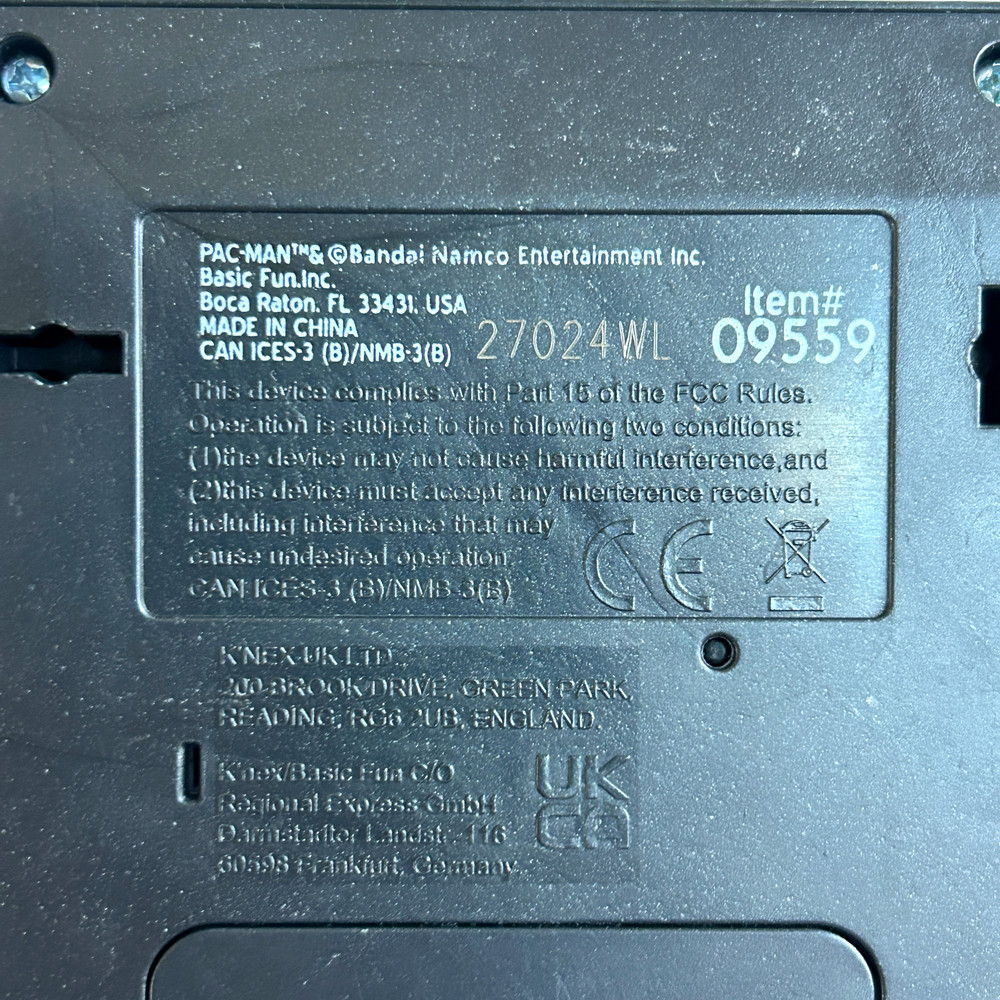 PAC-MAN™& ©Bandai Namco Entertainment Inc.
Basic Fun.Inc.
Boca Raton. FL 33431. USA
MADE IN CHINA
CAN ICES-3 (B)/NMB-3(B)
27024WL
Item#
09559
This device complies with Part 15 of the FCC Rules.
Operation is subject to the following two conditions:
(1)the device may not cause harmful interference,and
(2)this device must accept any interference received,
including interference that may
cause undesired operation.
CAN ICES-3 (B)/NMB-3(B)
CE
K'NEX UK LTD.
200 BROOK DRIVE, GREEN PARK,
READING, RG6 2UB, ENGLAND
K'nex/Basic Fun C/O
Regional Express GmbH
Darmstadter Landstr. 116
60598 Frankfurt, Germany.
UK
CA